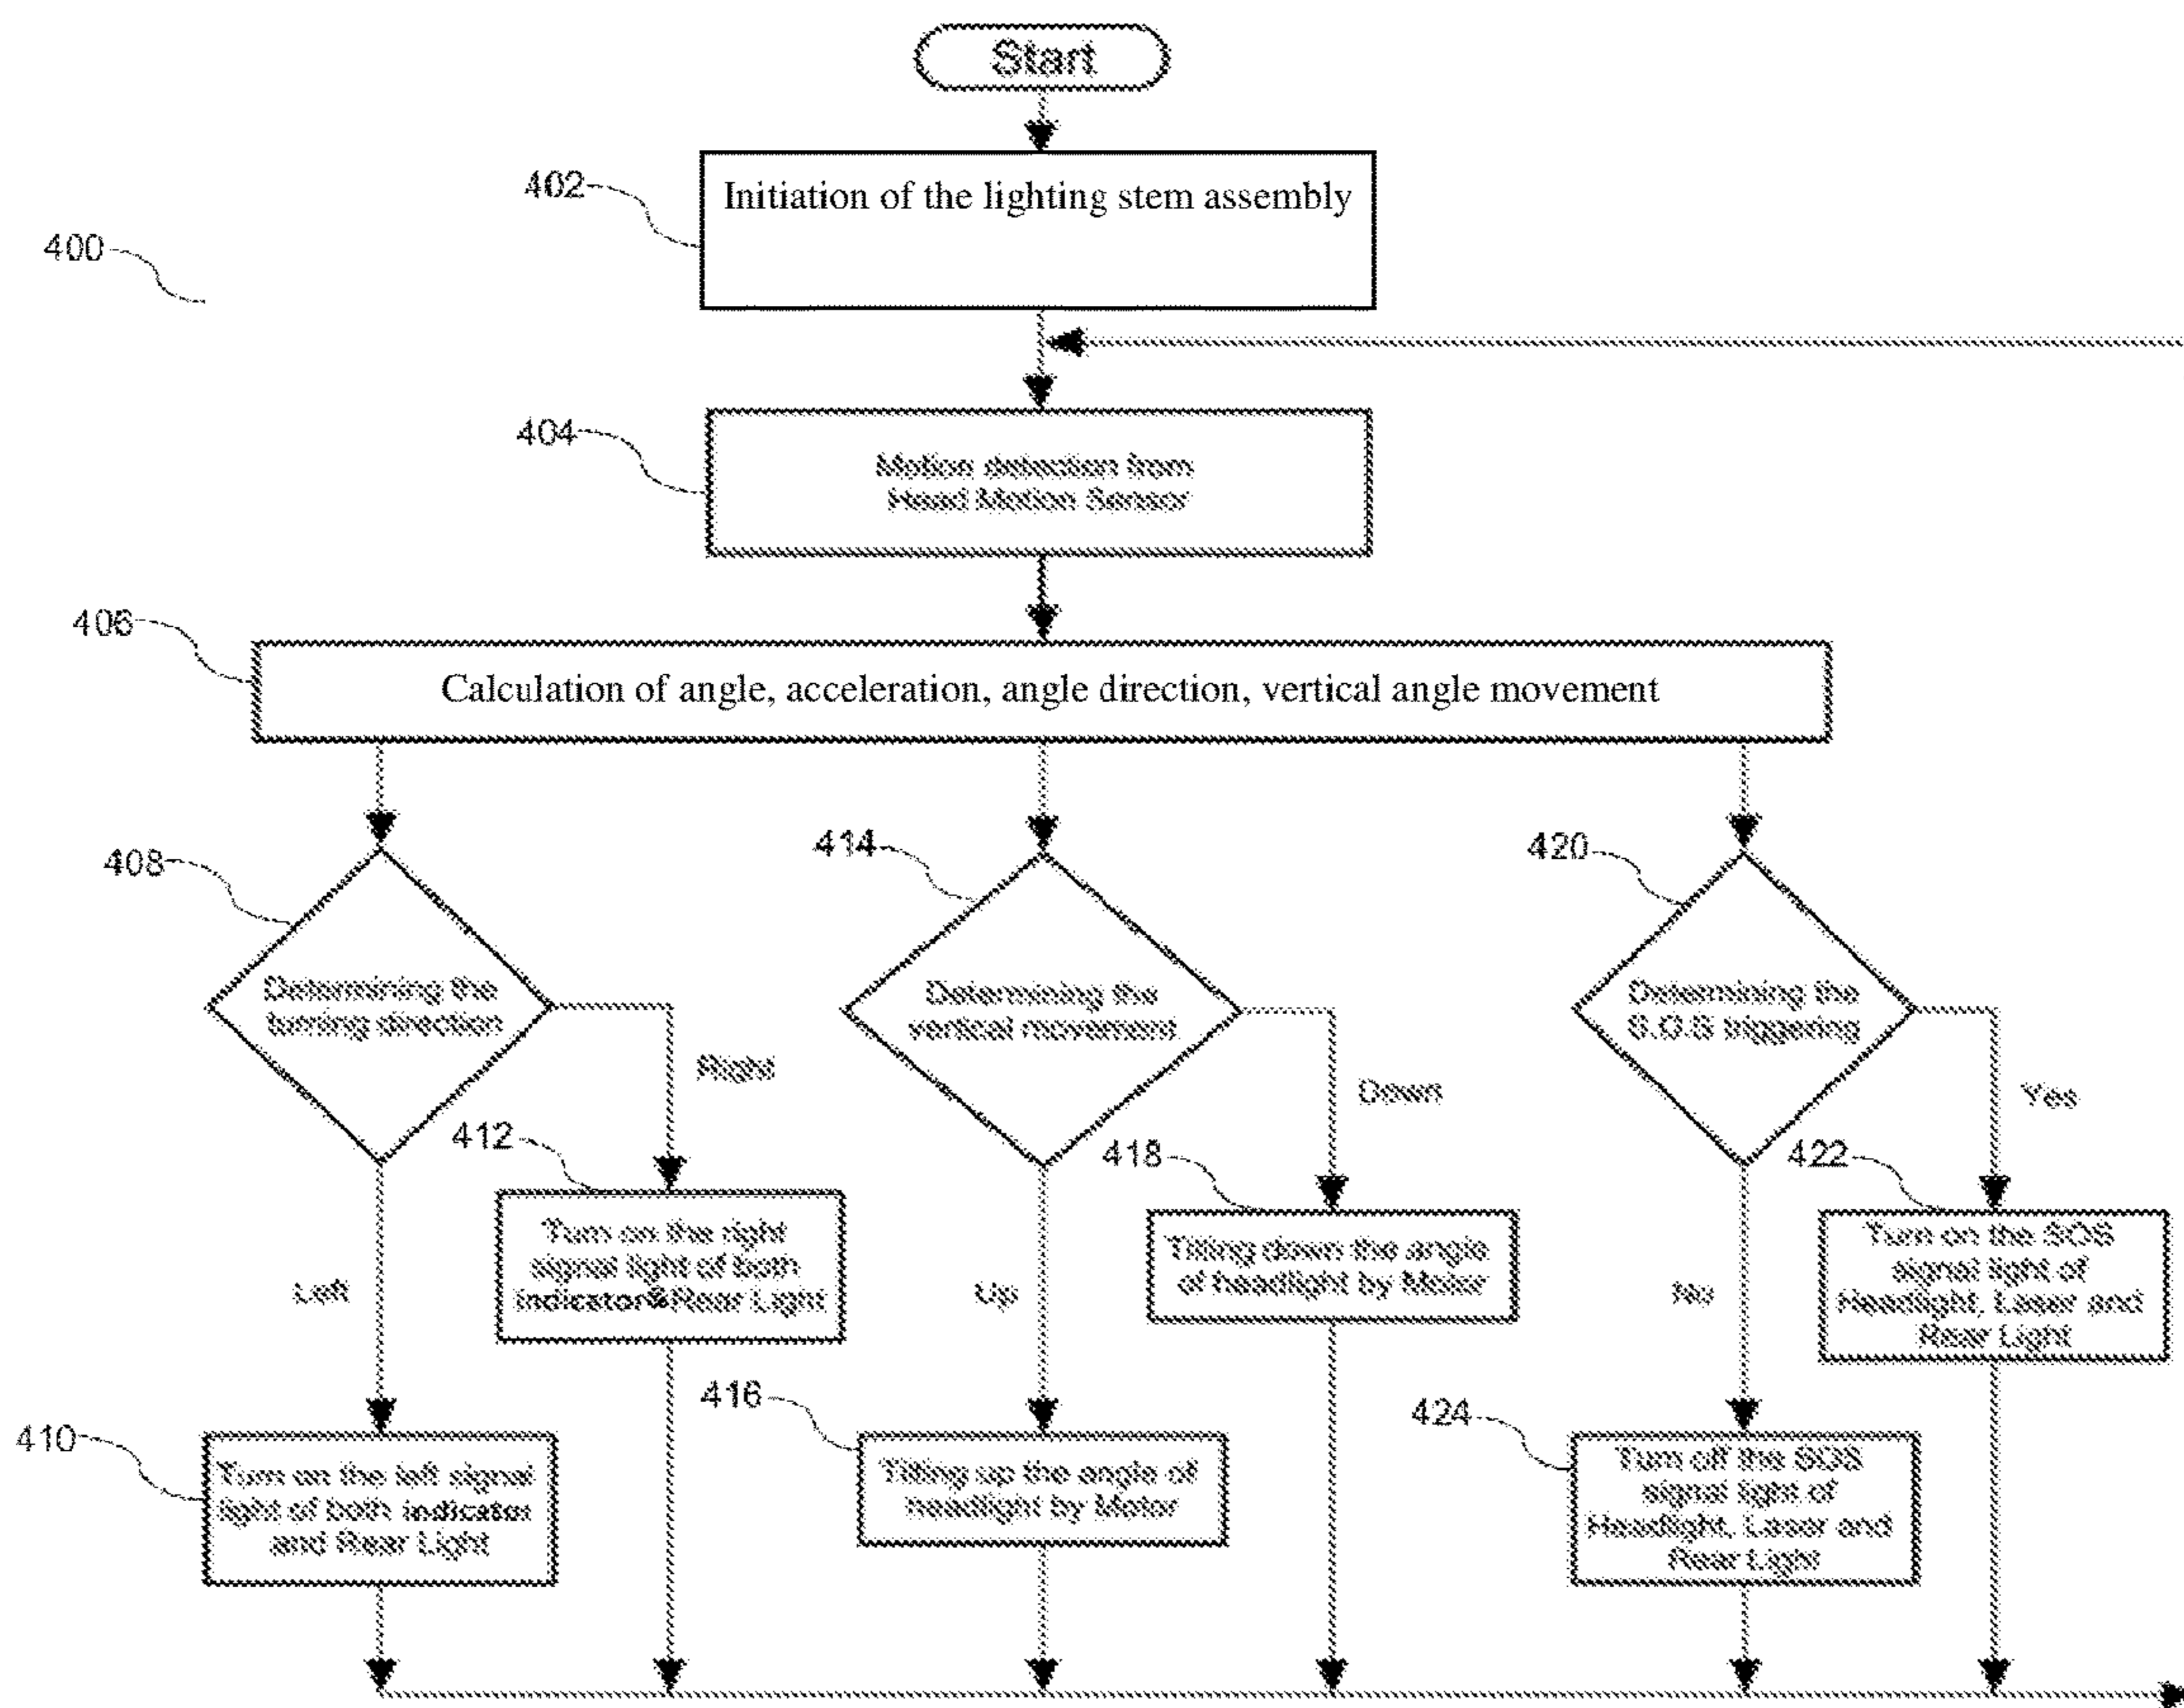 Start
402
Initiation of the lighting stem assembly
400
404
Motion detection from
Head Motion Sensor
406
Calculation of angle, acceleration, angle direction, vertical angle movement
408
Determining the
turning direction
Right
414
Determining the
vertical movement
Down
420
Determining the
S.O.S triggering
Yes
412
Turn on the right
signal light of both
indicator&Rear Light
418
Tilting down the angle
of headlight by Motor
422
Turn on the SOS
signal light of
Headlight, Laser and
Rear Light
Left
Up
No
410
Turn on the left signal
light of both indicator
and Rear Light
416
Tilting up the angle of
headlight by Motor
424
Turn off the SOS
signal light of
Headlight, Laser and
Rear Light